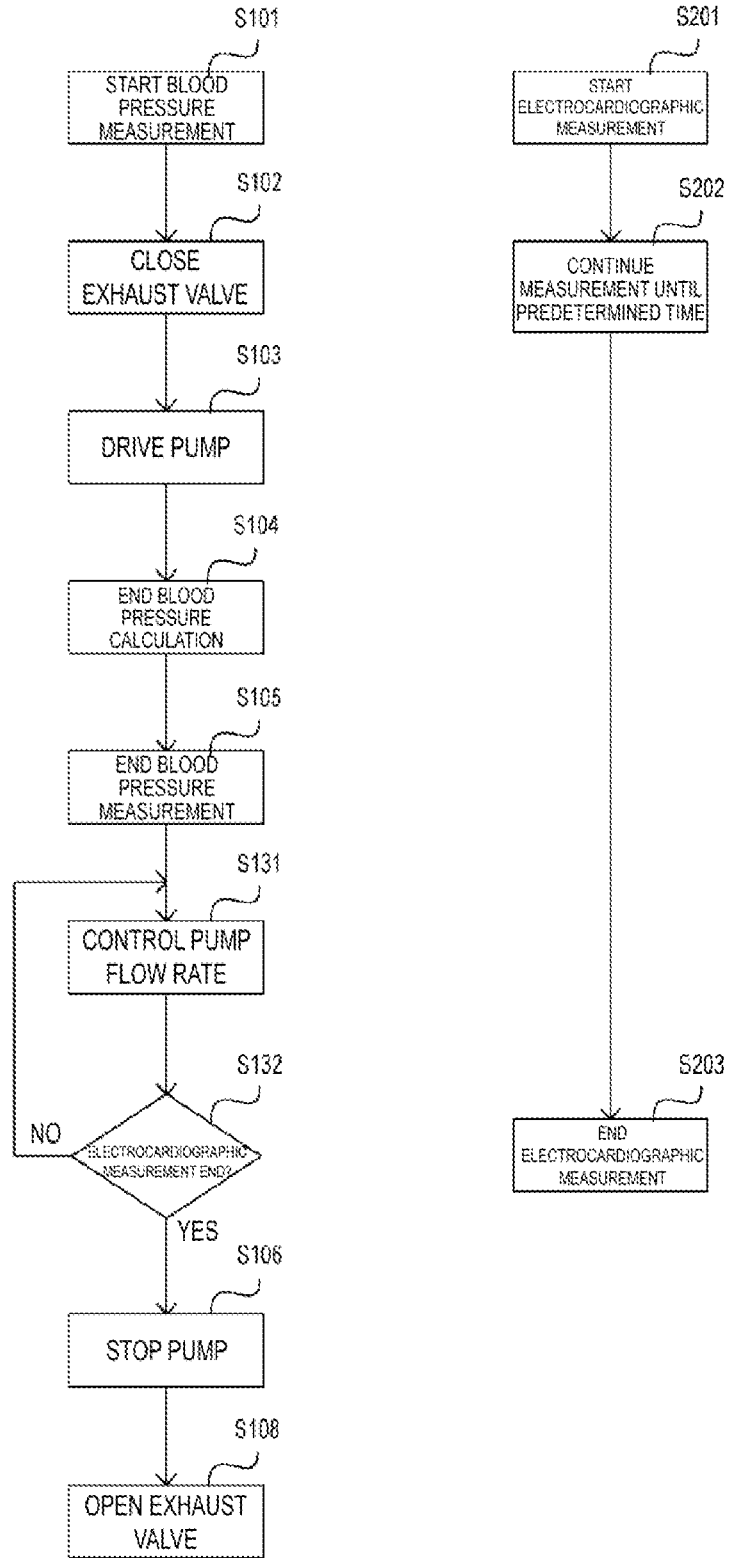 S101
START BLOOD
PRESSURE
MEASUREMENT
S102
CLOSE
EXHAUST VALVE
S103
DRIVE PUMP
S104
END BLOOD
PRESSURE
CALCULATION
S105
END BLOOD
PRESSURE
MEASUREMENT
S131
CONTROL PUMP
FLOW RATE
S132
NO
ELECTROCARDIOGRAPHIC
MEASUREMENT END?
YES
S106
STOP PUMP
S108
OPEN EXHAUST
VALVE
S201
START
ELECTROCARDIOGRAPHIC
MEASUREMENT
S202
CONTINUE
MEASUREMENT UNTIL
PREDETERMINED TIME
S203
END
ELECTROCARDIOGRAPHIC
MEASUREMENT